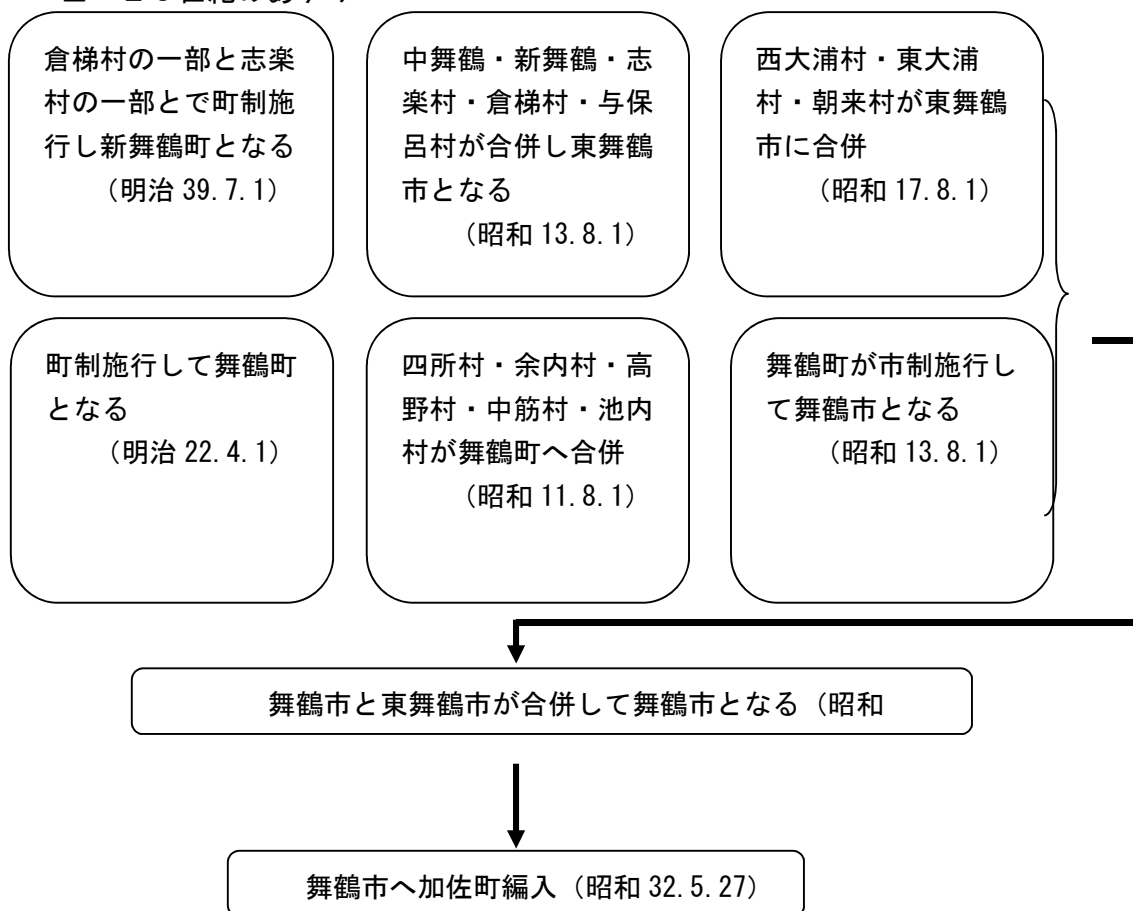 倉梯村の一部と志楽
村の一部とで町制施
行し新舞鶴町となる
（明治 39.7.1）
中舞鶴・新舞鶴・志
楽村・倉梯村・与保
呂村が合併し東舞鶴
市となる
（昭和 13.8.1）
西大浦村・東大浦
村・朝来村が東舞鶴
市に合併
（昭和 17.8.1）
町制施行して舞鶴町
となる
（明治 22.4.1）
四所村・余内村・高
野村・中筋村・池内
村が舞鶴町へ合併
（昭和 11.8.1）
舞鶴町が市制施行し
て舞鶴市となる
（昭和 13.8.1）
舞鶴市と東舞鶴市が合併して舞鶴市となる（昭和
舞鶴市へ加佐町編入（昭和 32.5.27）